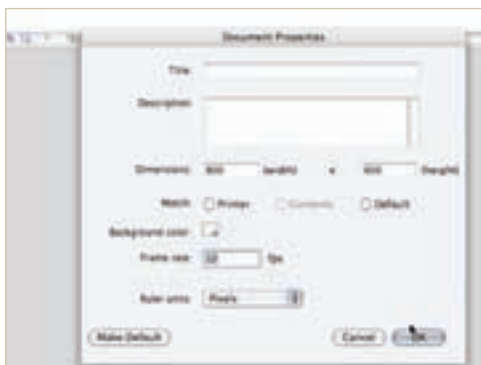 Document Properties
Title
Description
Dimensions (width) x (height)
Match Printer Contents Default
Background color
Frame rate fps
Ruler units Pixels
Make Default Cancel OK